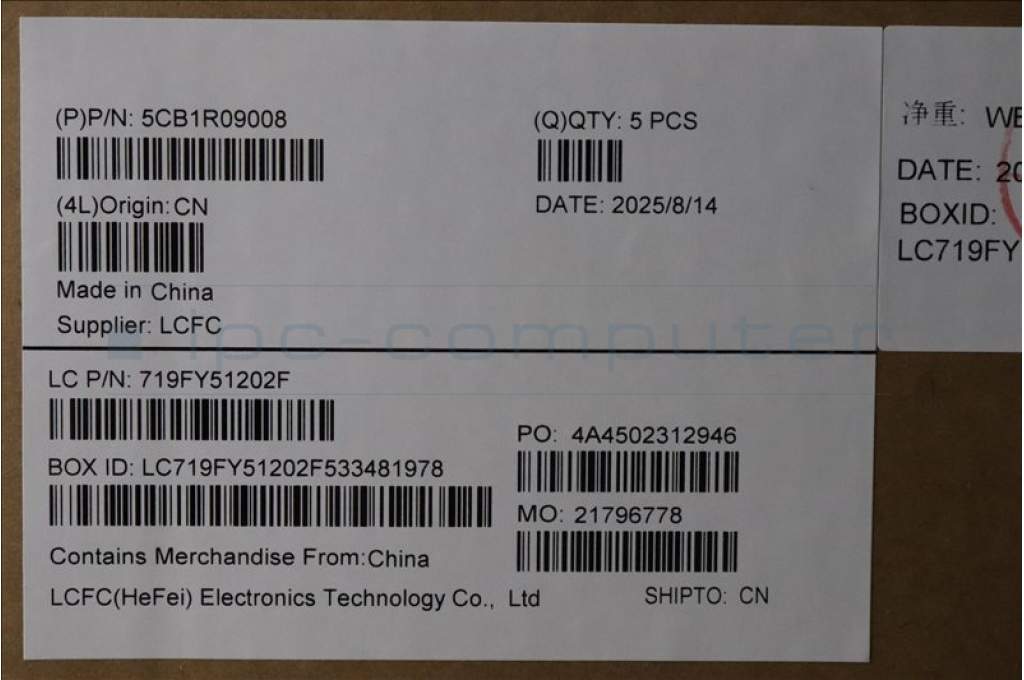 (P)P/N: 5CB1R09008
(Q)QTY: 5 PCS
(4L)Origin:CN
DATE: 2025/8/14
Made in China
Supplier: LCFC
ipc-computer
LC P/N: 719FY51202F
PO: 4A4502312946
BOX ID: LC719FY51202F533481978
MO: 21796778
Contains Merchandise From:China
LCFC(HeFei) Electronics Technology Co., Ltd
SHIPTO: CN
净重: WE
DATE: 20
BOXID:
LC719FY